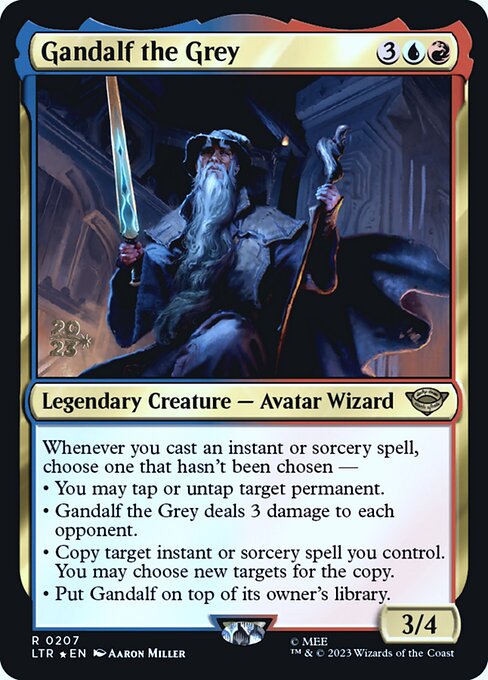 Gandalf the Grey 3
20
23
Legendary Creature — Avatar Wizard
Whenever you cast an instant or sorcery spell,
choose one that hasn't been chosen —
• You may tap or untap target permanent.
• Gandalf the Grey deals 3 damage to each
opponent.
• Copy target instant or sorcery spell you control.
You may choose new targets for the copy.
• Put Gandalf on top of its owner's library.
3/4
R 0207
LTR ★ EN Aaron Miller
© MEE
™ & © 2023 Wizards of the Coast